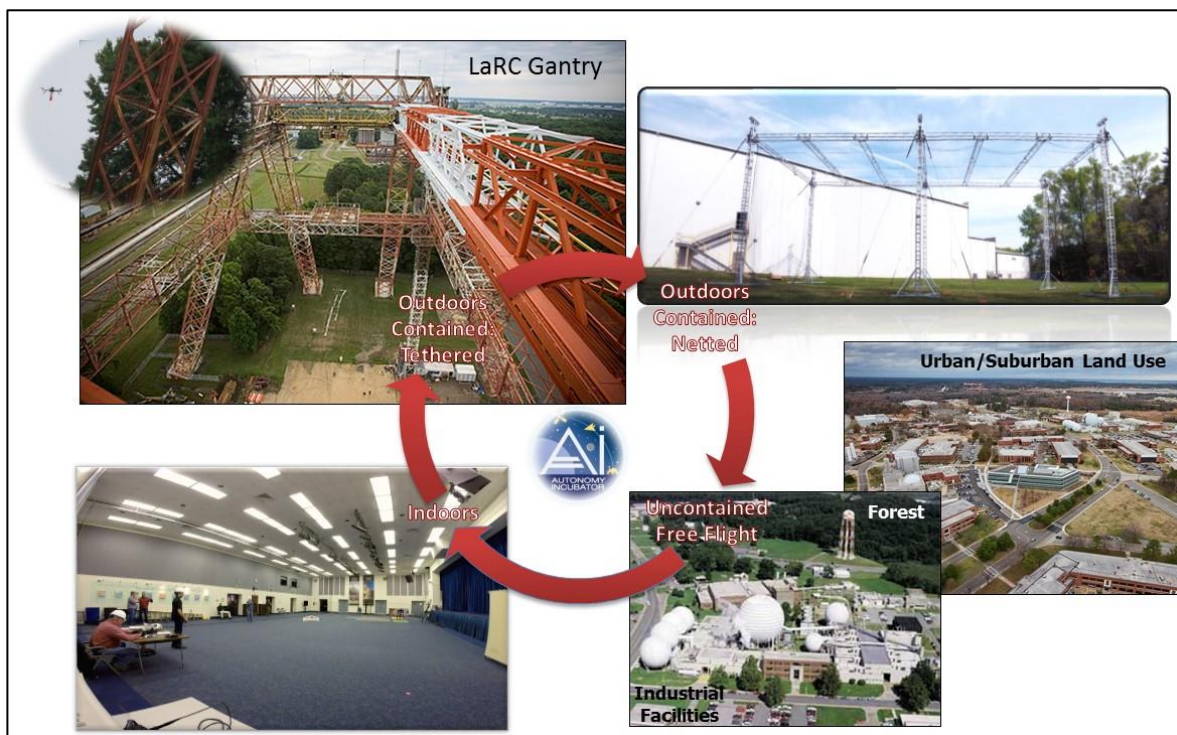 LaRC Gantry
Outdoors
Contained:
Tethered
Outdoors
Contained:
Netted
Urban/Suburban Land Use
Ai
AUTONOMY
INCUBATOR
Indoors
Uncontained
Free Flight
Forest
Industrial
Facilities